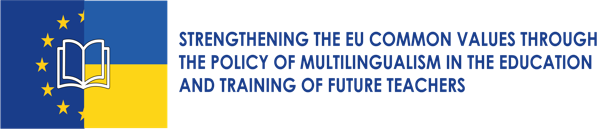 STRENGTHENING THE EU COMMON VALUES THROUGH
THE POLICY OF MULTILINGUALISM IN THE EDUCATION
AND TRAINING OF FUTURE TEACHERS